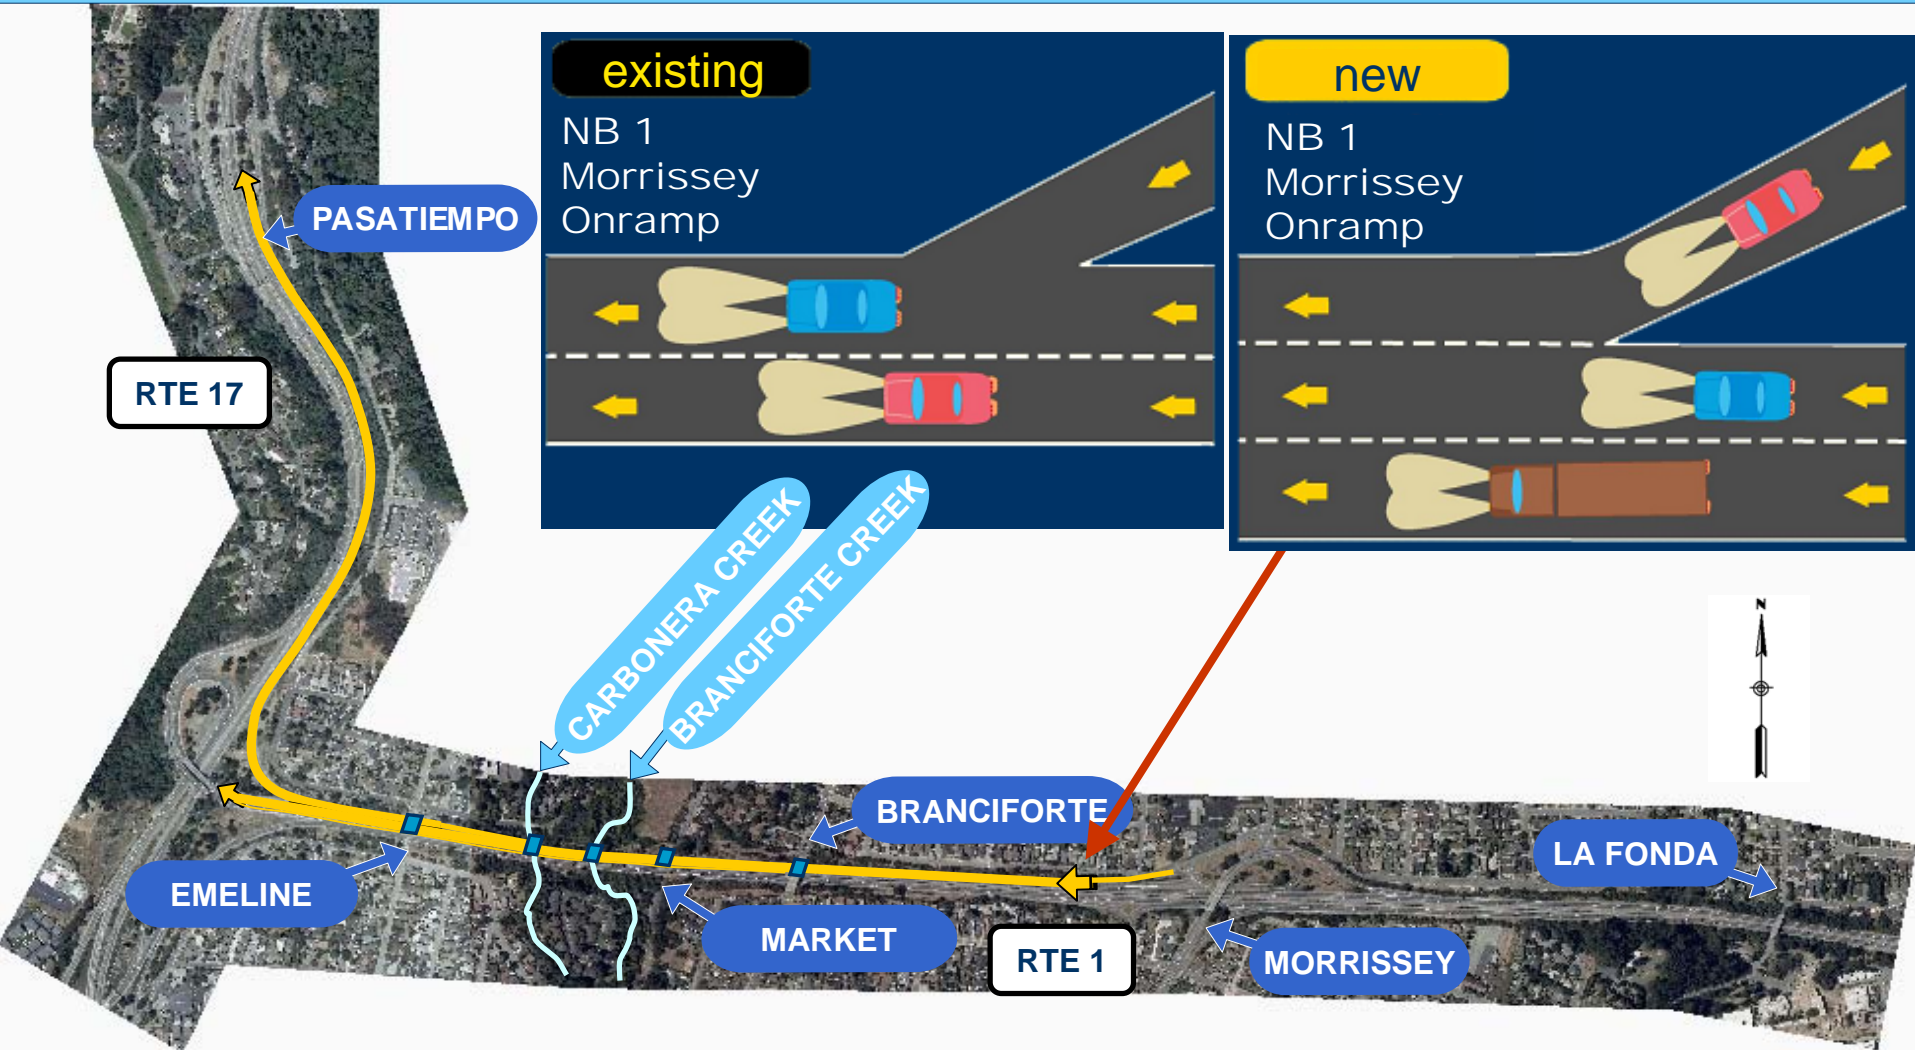 existing
NB 1
Morrissey
Onramp
new
NB 1
Morrissey
Onramp
PASATIEMPO
RTE 17
CARBONERA CREEK
BRANCIFORTE CREEK
N
BRANCIFORTE
LA FONDA
EMELINE
MARKET
RTE 1
MORRISSEY